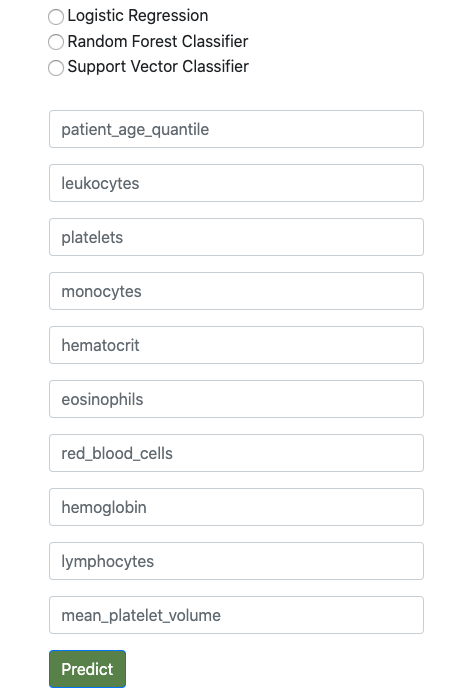 Logistic Regression
Random Forest Classifier
Support Vector Classifier
patient_age_quantile
leukocytes
platelets
monocytes
hematocrit
eosinophils
red_blood_cells
hemoglobin
lymphocytes
mean_platelet_volume
Predict